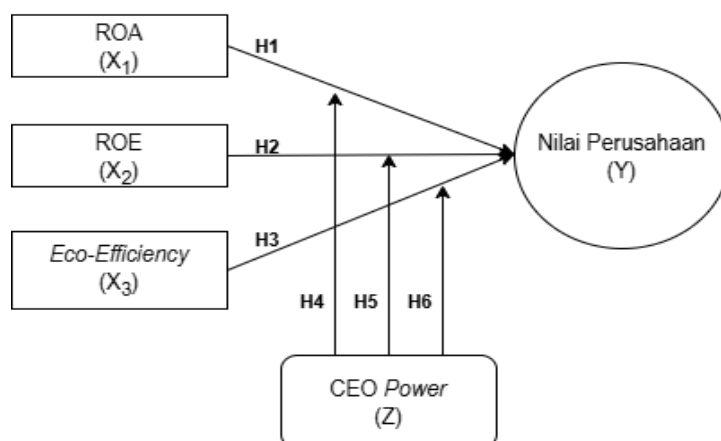 ROA
(X₁)
H1
ROE
(X₂)
H2
Nilai Perusahaan
(Y)
Eco-Efficiency
(X₃)
H3
H4
H5
H6
CEO Power
(Z)